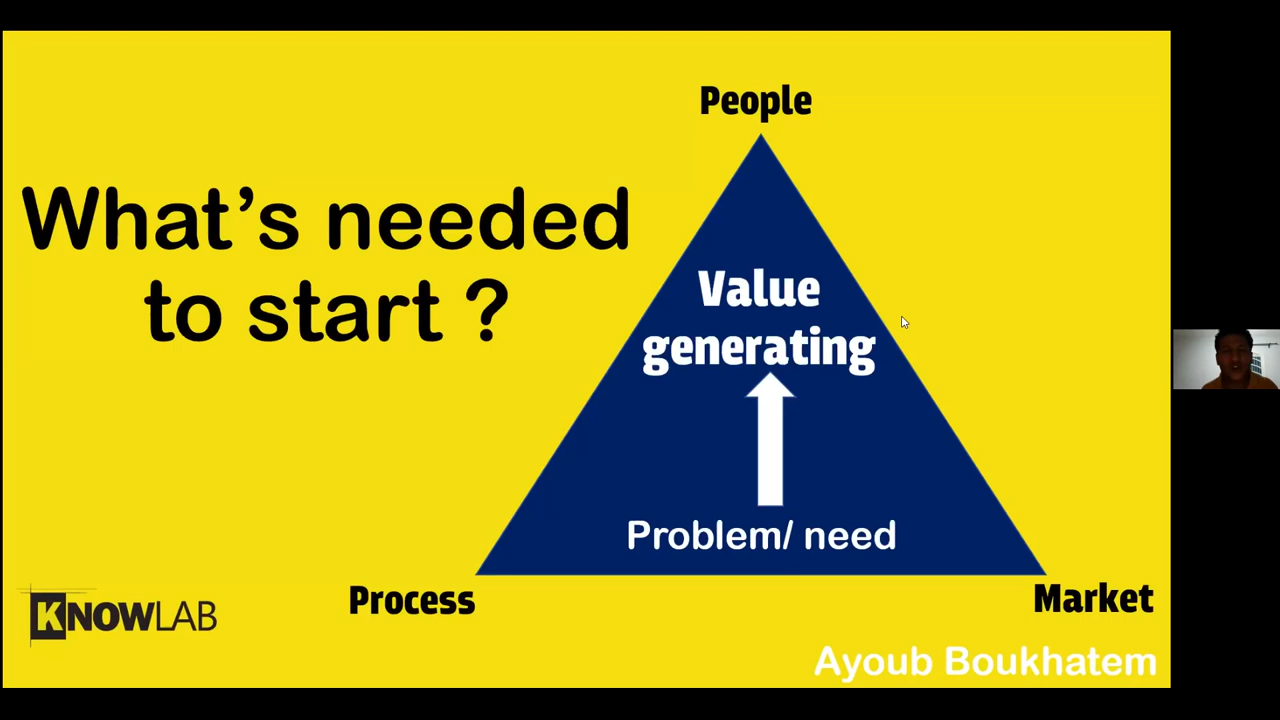 People
What’s needed
to start ?
Value
generating
Problem/ need
Process
Market
KNOWLAB
Ayoub Boukhatem